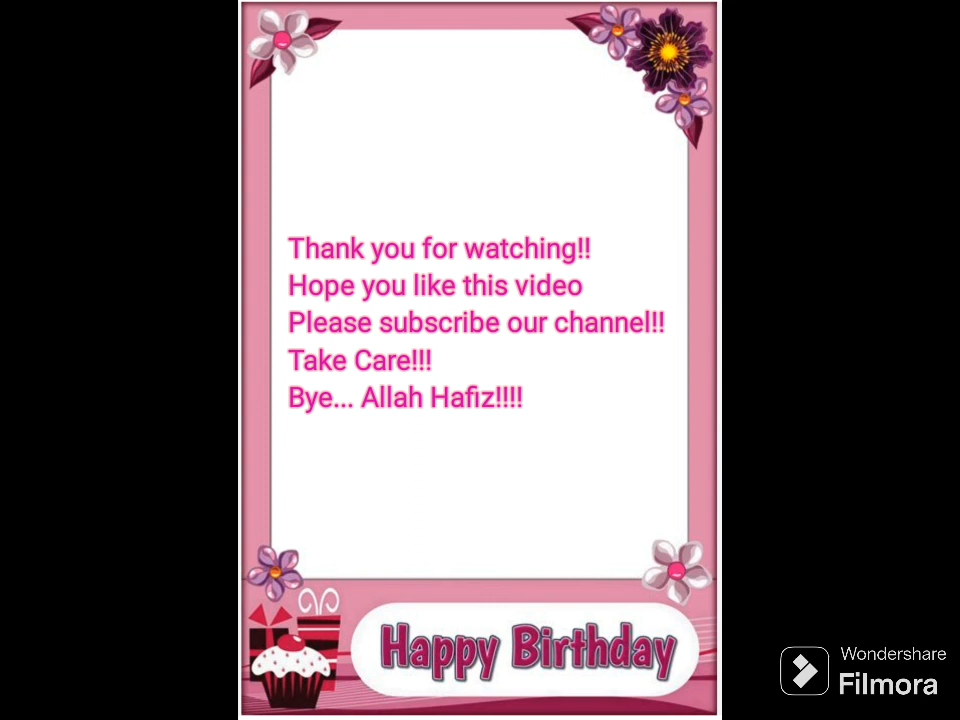 Thank you for watching!!
Hope you like this video
Please subscribe our channel!!
Take Care!!!
Bye... Allah Hafiz!!!!
Happy Birthday
Wondershare
Filmora